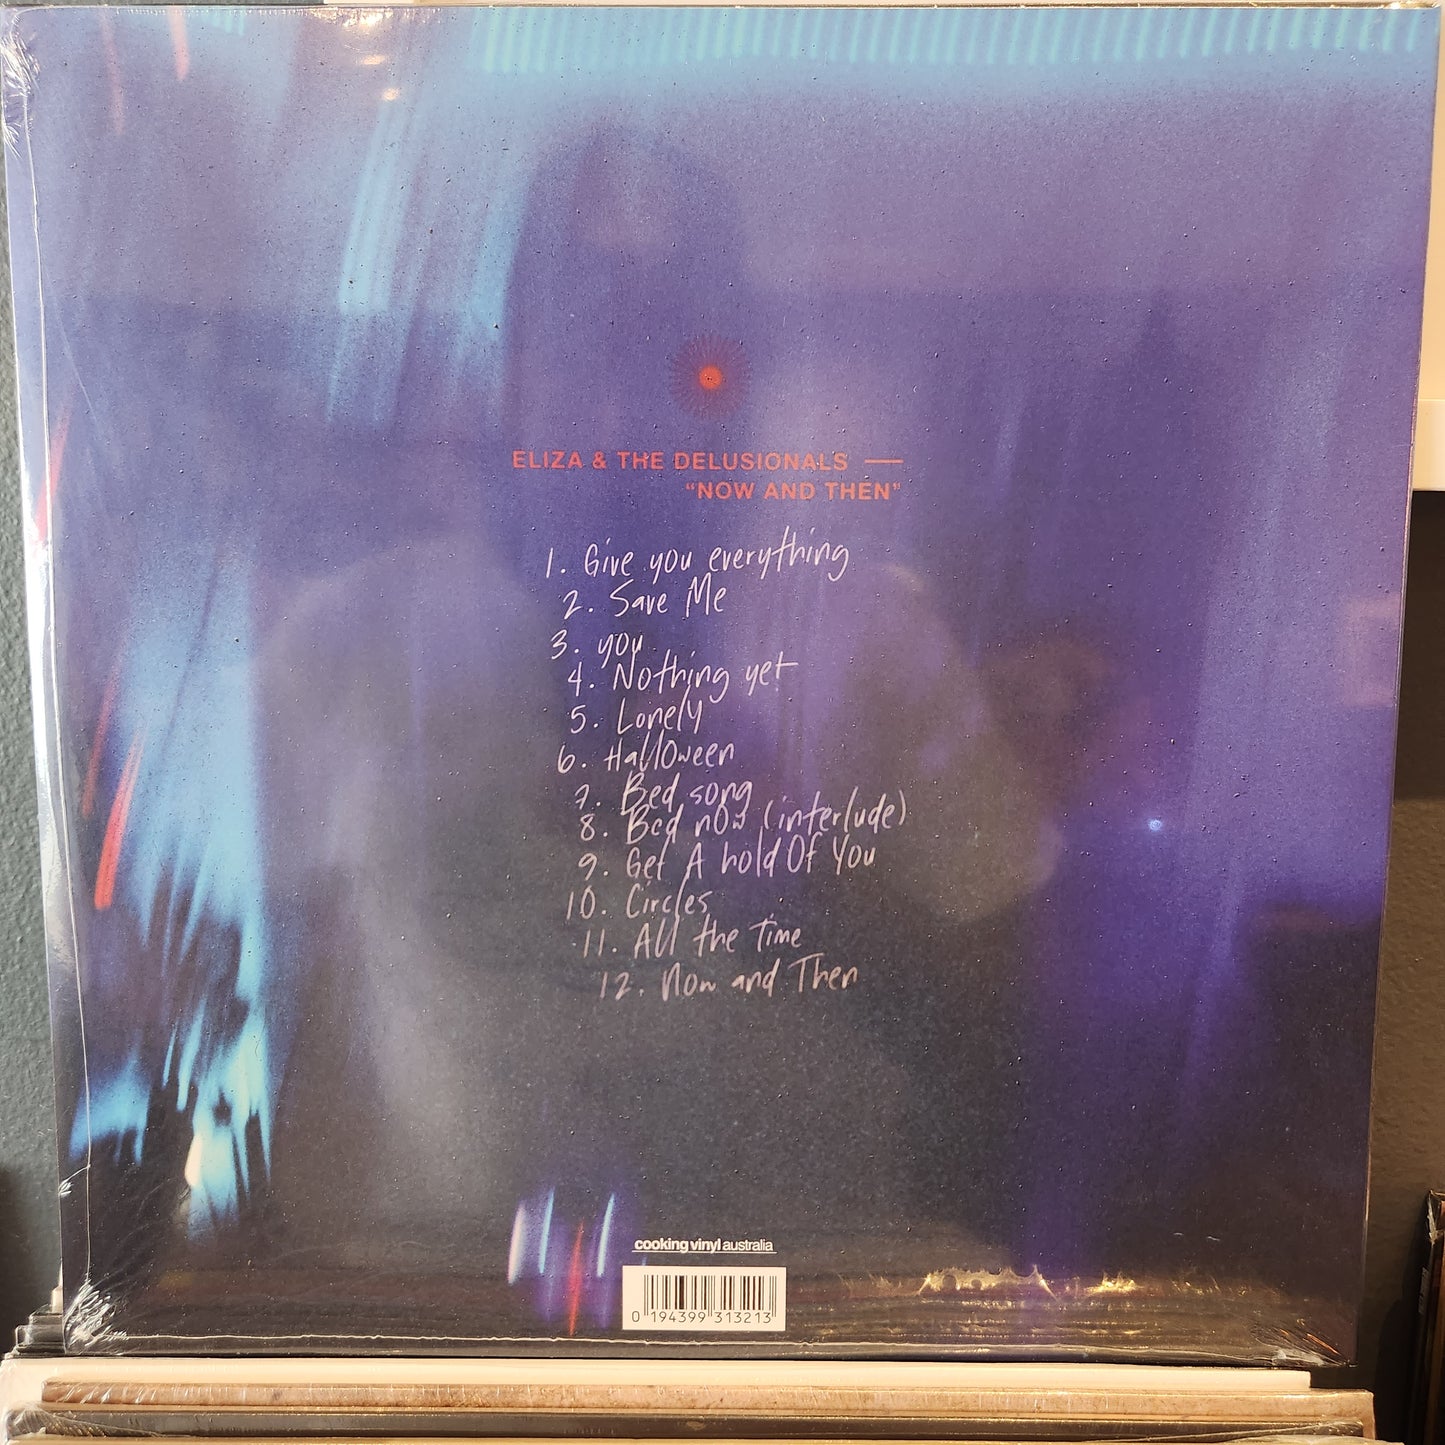 ELIZA & THE DELUSIONALS —
“NOW AND THEN”
1. Give you everything
2. Save Me
3. you
4. Nothing yet
5. Lonely
6. Halloween
7. Bed song
8. Bed now (interlude)
9. Get A hold Of You
10. Circles
11. All the Time
12. Now and Then
cooking vinyl australia
0 194399 313213